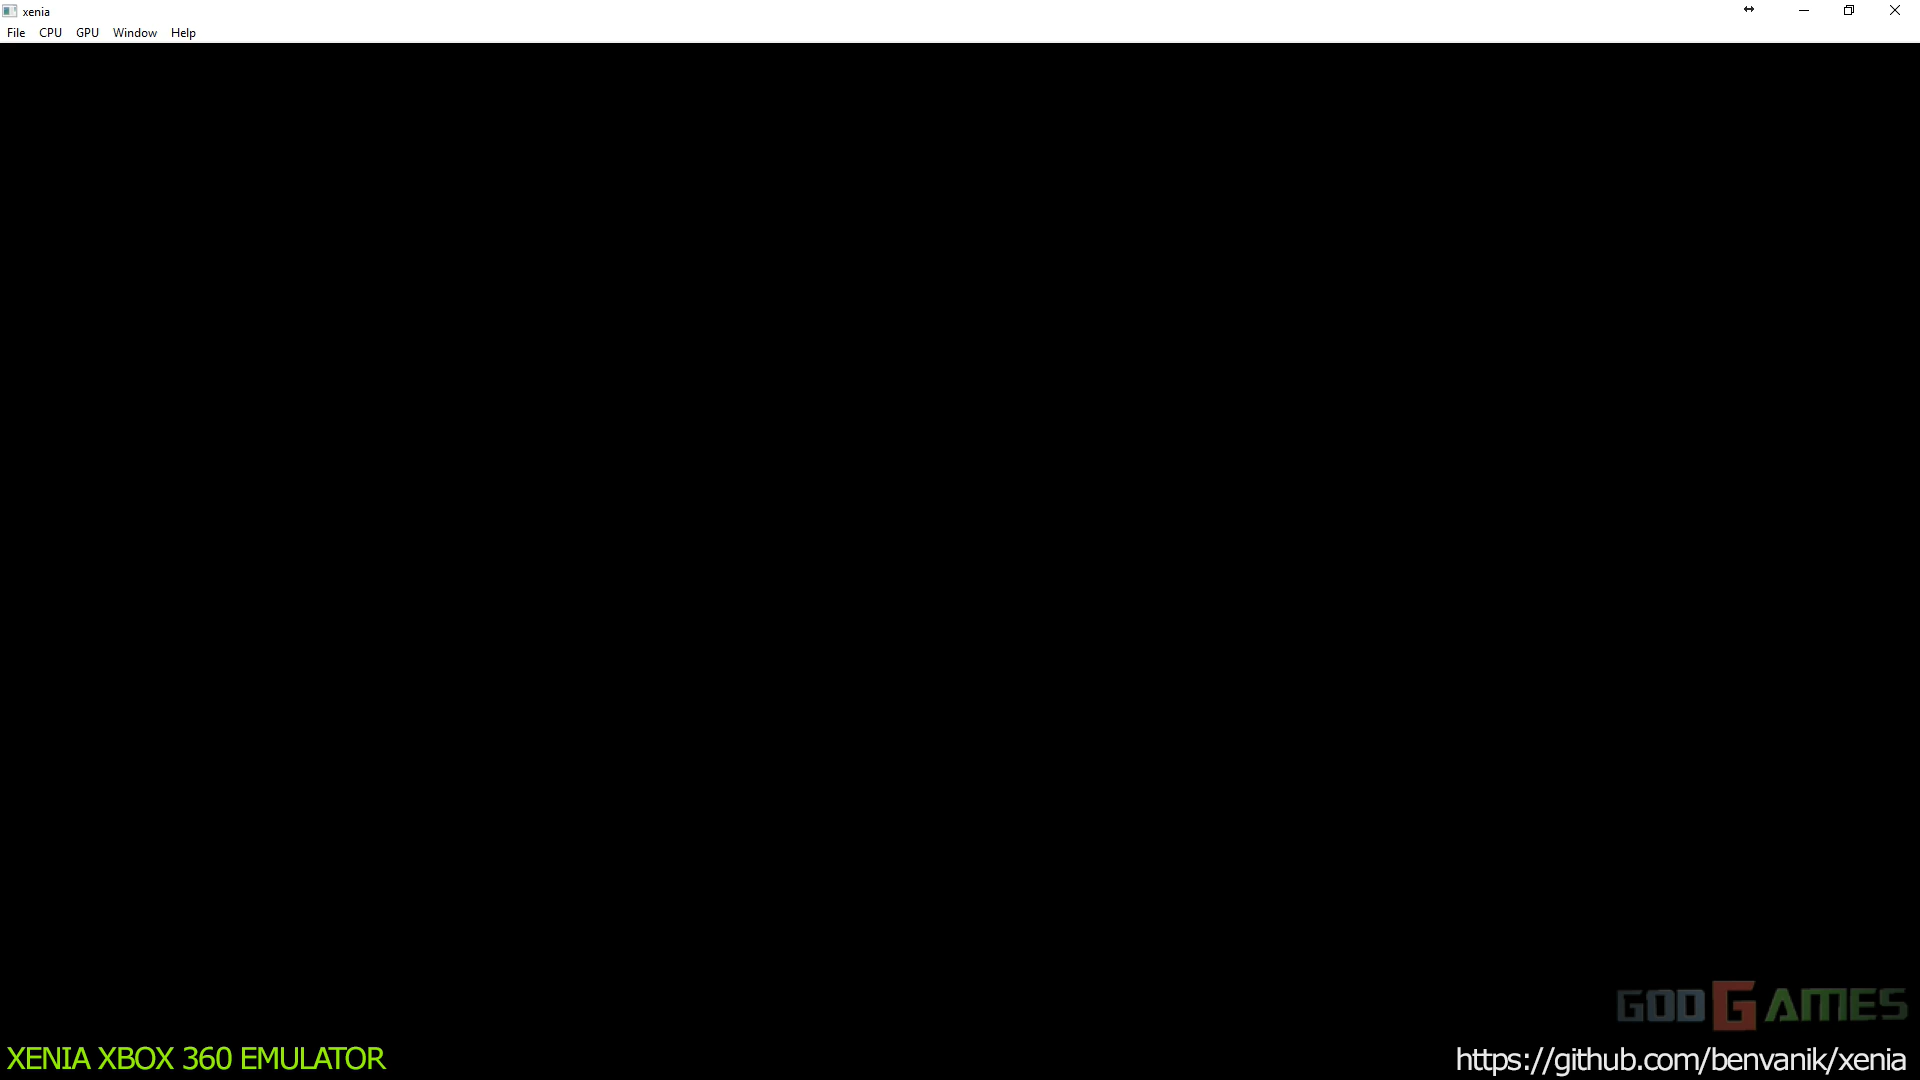 xenia
File CPU GPU Window Help
GOD GAMES
XENIA XBOX 360 EMULATOR
https://github.com/benvanik/xenia